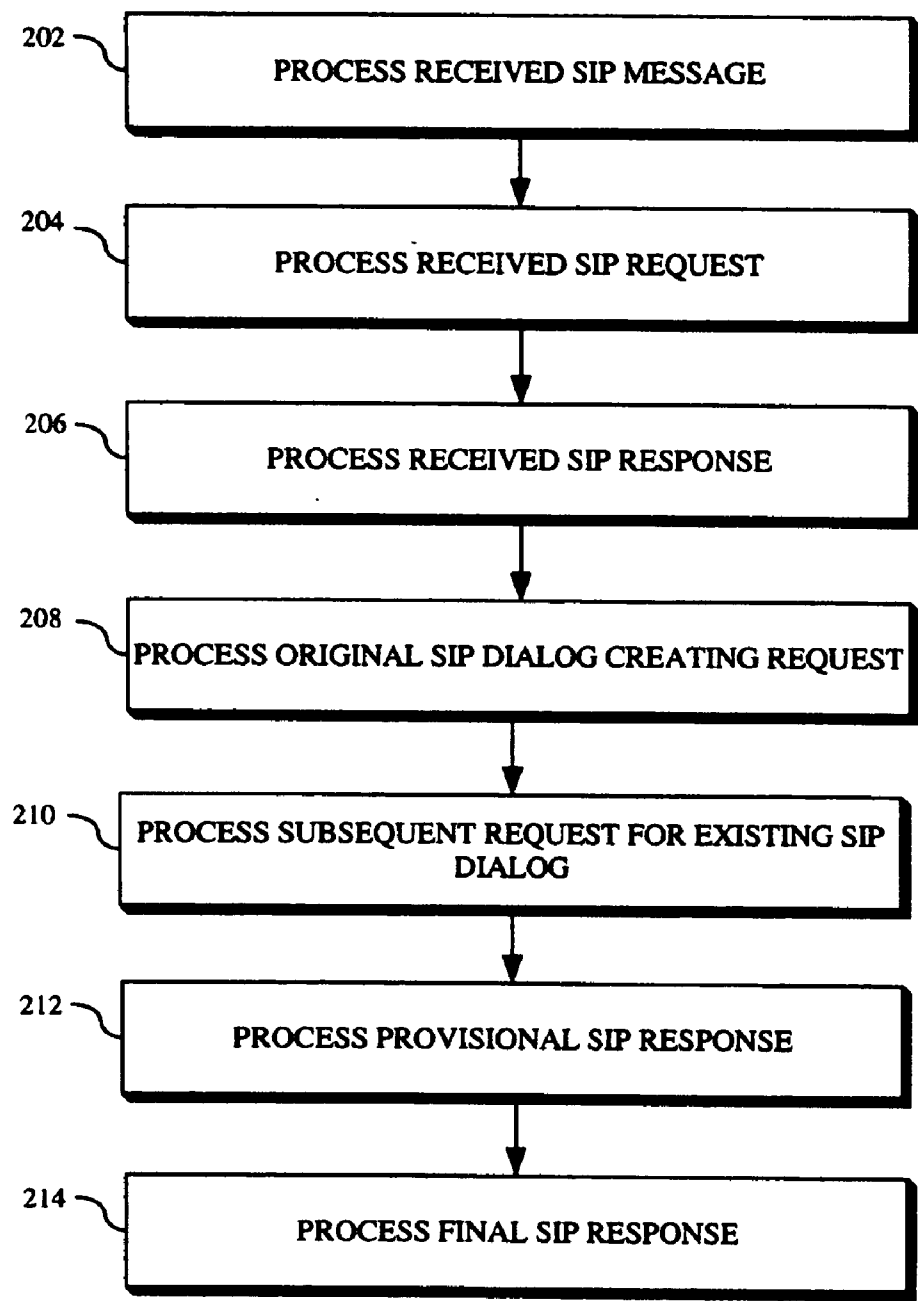 202
PROCESS RECEIVED SIP MESSAGE
204
PROCESS RECEIVED SIP REQUEST
206
PROCESS RECEIVED SIP RESPONSE
208
PROCESS ORIGINAL SIP DIALOG CREATING REQUEST
210
PROCESS SUBSEQUENT REQUEST FOR EXISTING SIP
DIALOG
212
PROCESS PROVISIONAL SIP RESPONSE
214
PROCESS FINAL SIP RESPONSE